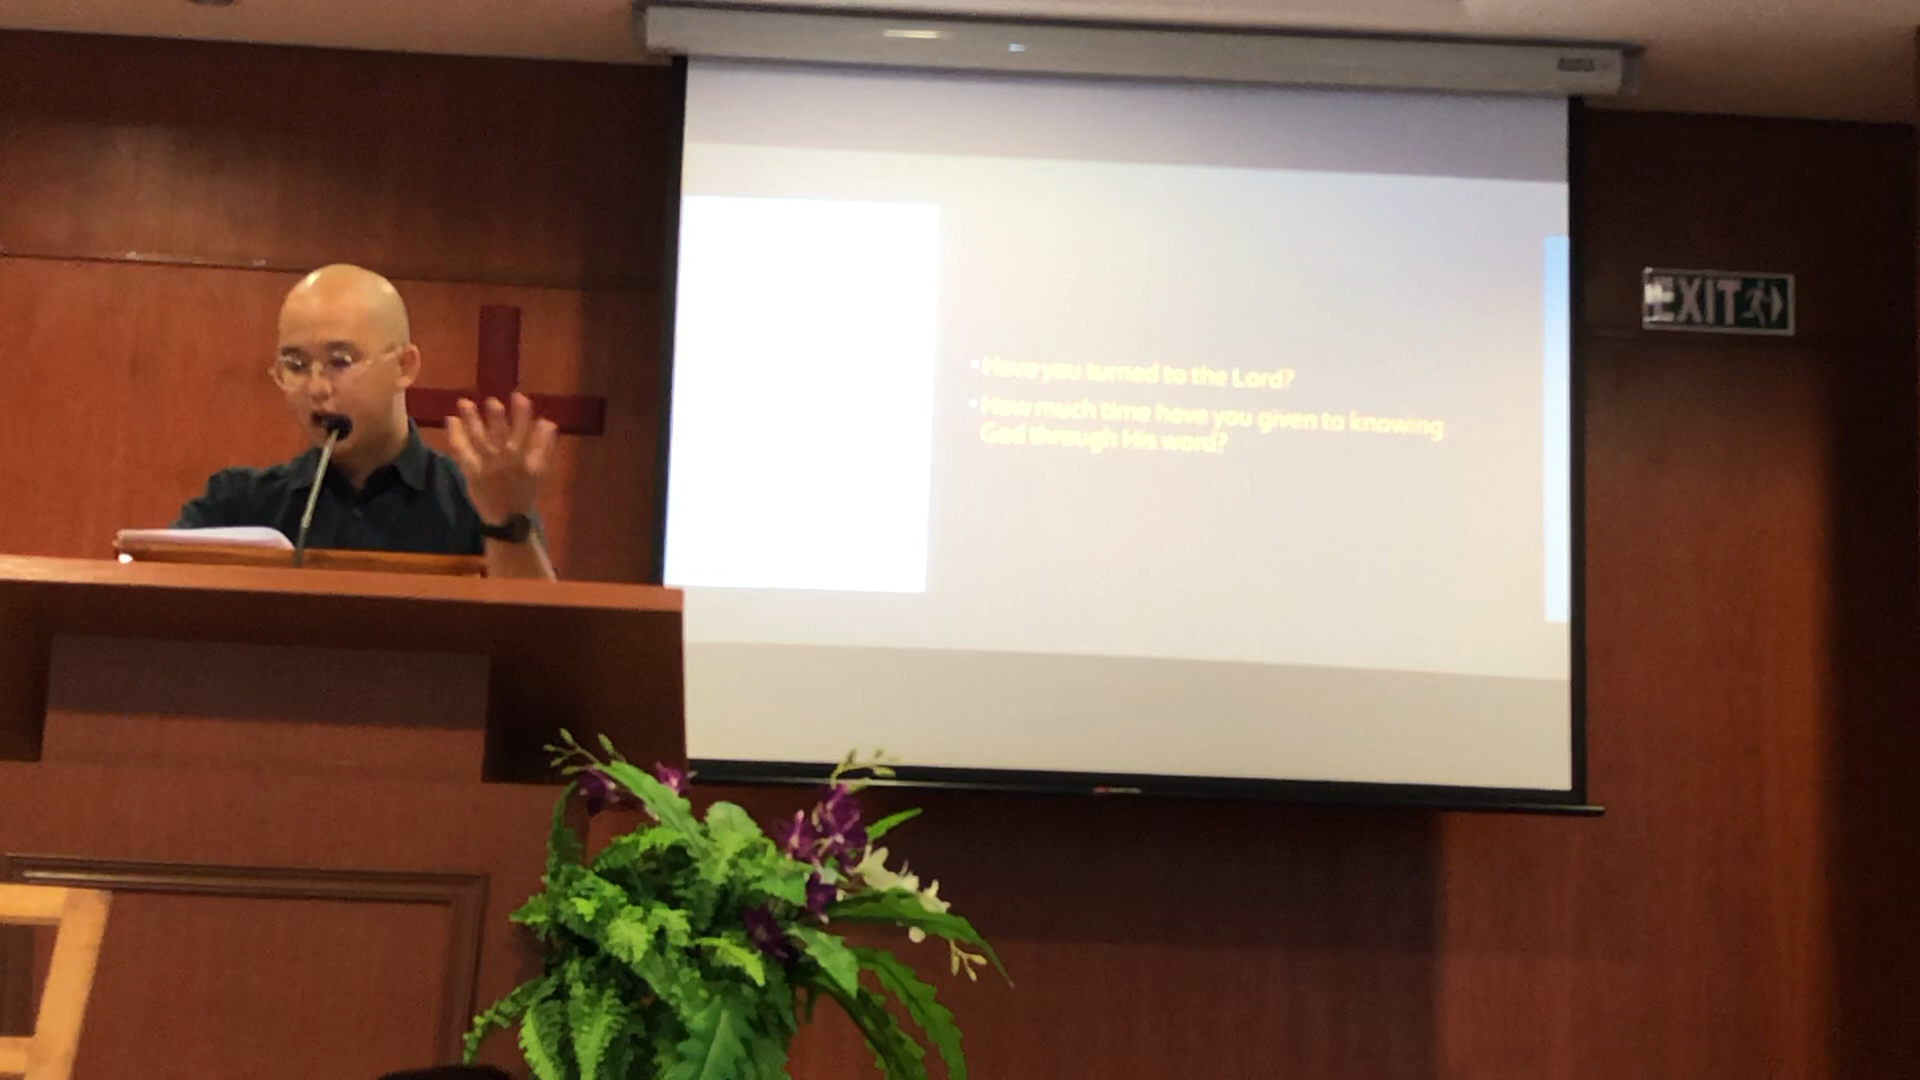 • Have you turned to the Lord?
• How much time have you given to knowing
God through His word?
EXIT